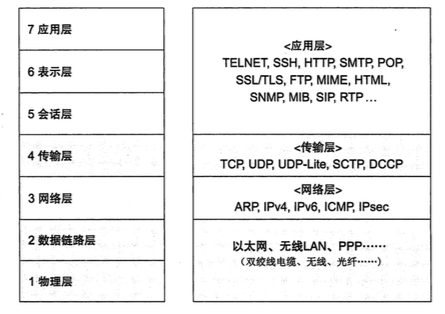 7 应用层
6 表示层
5 会话层
4 传输层
3 网络层
2 数据链路层
1 物理层
<应用层>
TELNET, SSH, HTTP, SMTP, POP,
SSL/TLS, FTP, MIME, HTML,
SNMP, MIB, SIP, RTP ...
<传输层>
TCP, UDP, UDP-Lite, SCTP, DCCP
<网络层>
ARP, IPv4, IPv6, ICMP, IPsec
以太网、无线LAN、PPP……
（双绞线电缆、无线、光纤……）